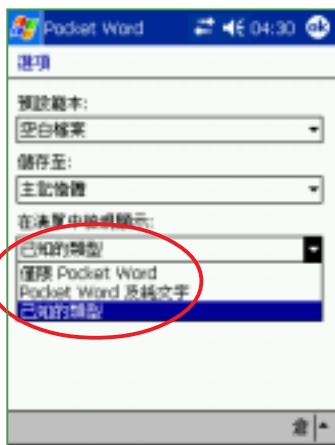 Pocket Word 04:30 ok
選項
預設範本:
空白檔案
儲存至:
主記憶體
在清單中檢視顯示:
已知的類型
僅限 Pocket Word
Pocket Word 及純文字
已知的類型
倉